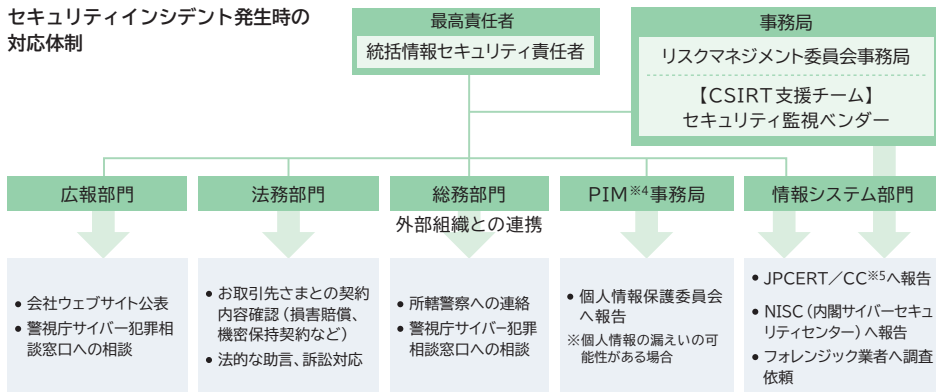 セキュリティインシデント発生時の
対応体制
最高責任者
統括情報セキュリティ責任者
事務局
リスクマネジメント委員会事務局
【CSIRT支援チーム】
セキュリティ監視ベンダー
広報部門
法務部門
総務部門
PIM※4事務局
情報システム部門
外部組織との連携
• 会社ウェブサイト公表
• 警視庁サイバー犯罪相
談窓口への相談
• お取引先さまとの契約
内容確認(損害賠償、
機密保持契約など)
• 法的な助言、訴訟対応
• 所轄警察への連絡
• 警視庁サイバー犯罪
相談窓口への相談
• 個人情報保護委員会
へ報告
※個人情報の漏えいの可
能性がある場合
• JPCERT/CC※5へ報告
• NISC(内閣サイバーセキュ
リティセンター)へ報告
• フォレンジック業者へ調査
依頼